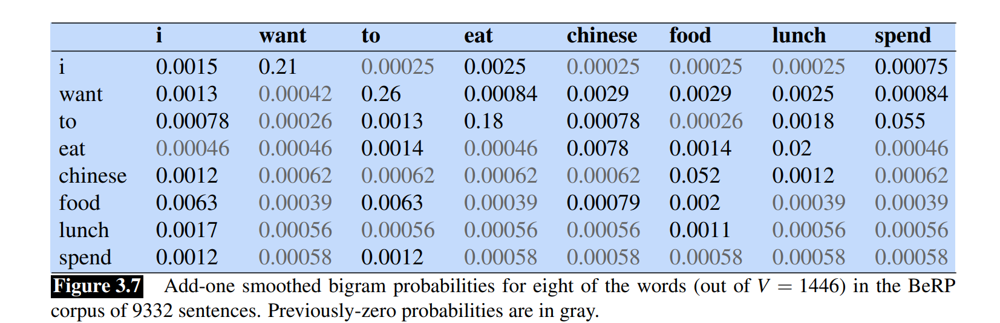 i want to eat chinese food lunch spend
i 0.0015 0.21 0.00025 0.0025 0.00025 0.00025 0.00025 0.00075
want 0.0013 0.00042 0.26 0.00084 0.0029 0.0029 0.0025 0.00084
to 0.00078 0.00026 0.0013 0.18 0.00078 0.00026 0.0018 0.055
eat 0.00046 0.00046 0.0014 0.00046 0.0078 0.0014 0.02 0.00046
chinese 0.0012 0.00062 0.00062 0.00062 0.00062 0.052 0.0012 0.00062
food 0.0063 0.00039 0.0063 0.00039 0.00079 0.002 0.00039 0.00039
lunch 0.0017 0.00056 0.00056 0.00056 0.00056 0.0011 0.00056 0.00056
spend 0.0012 0.00058 0.0012 0.00058 0.00058 0.00058 0.00058 0.00058
Figure 3.7 Add-one smoothed bigram probabilities for eight of the words (out of V = 1446) in the BeRP
corpus of 9332 sentences. Previously-zero probabilities are in gray.